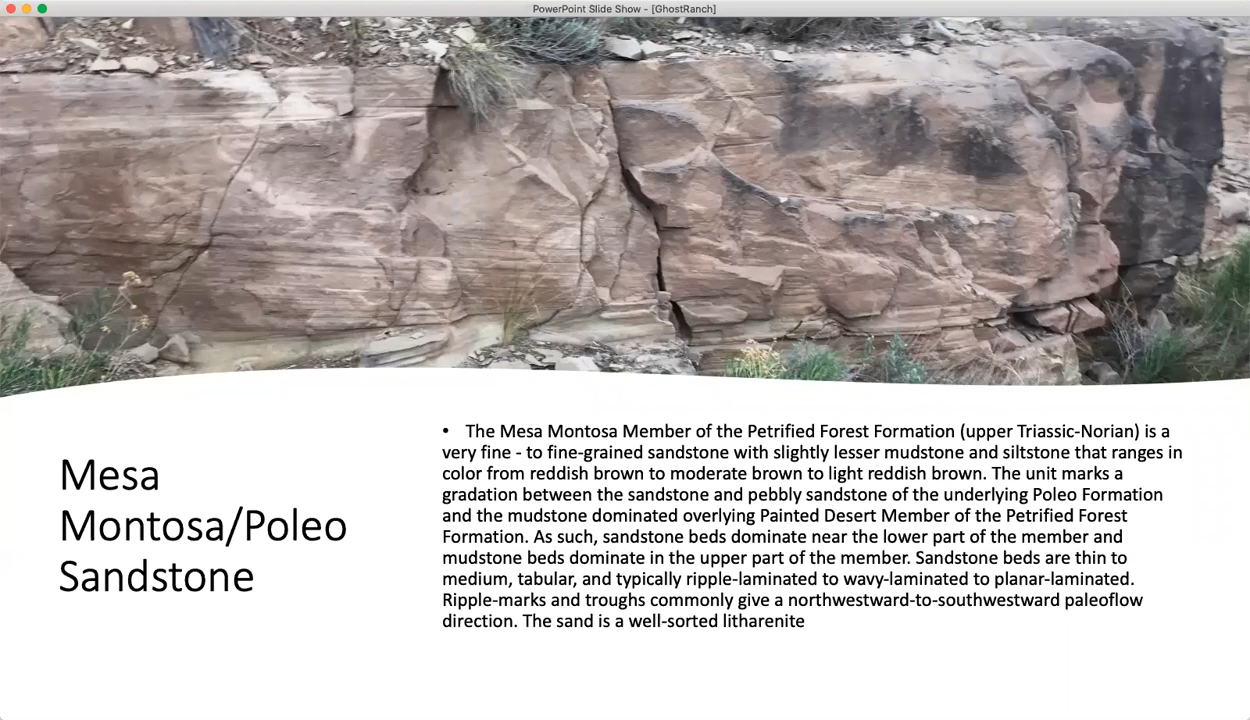 PowerPoint Slide Show - [GhostRanch]
Mesa
Montosa/Poleo
Sandstone
• The Mesa Montosa Member of the Petrified Forest Formation (upper Triassic-Norian) is a
very fine - to fine-grained sandstone with slightly lesser mudstone and siltstone that ranges in
color from reddish brown to moderate brown to light reddish brown. The unit marks a
gradation between the sandstone and pebbly sandstone of the underlying Poleo Formation
and the mudstone dominated overlying Painted Desert Member of the Petrified Forest
Formation. As such, sandstone beds dominate near the lower part of the member and
mudstone beds dominate in the upper part of the member. Sandstone beds are thin to
medium, tabular, and typically ripple-laminated to wavy-laminated to planar-laminated.
Ripple-marks and troughs commonly give a northwestward-to-southwestward paleoflow
direction. The sand is a well-sorted litharenite